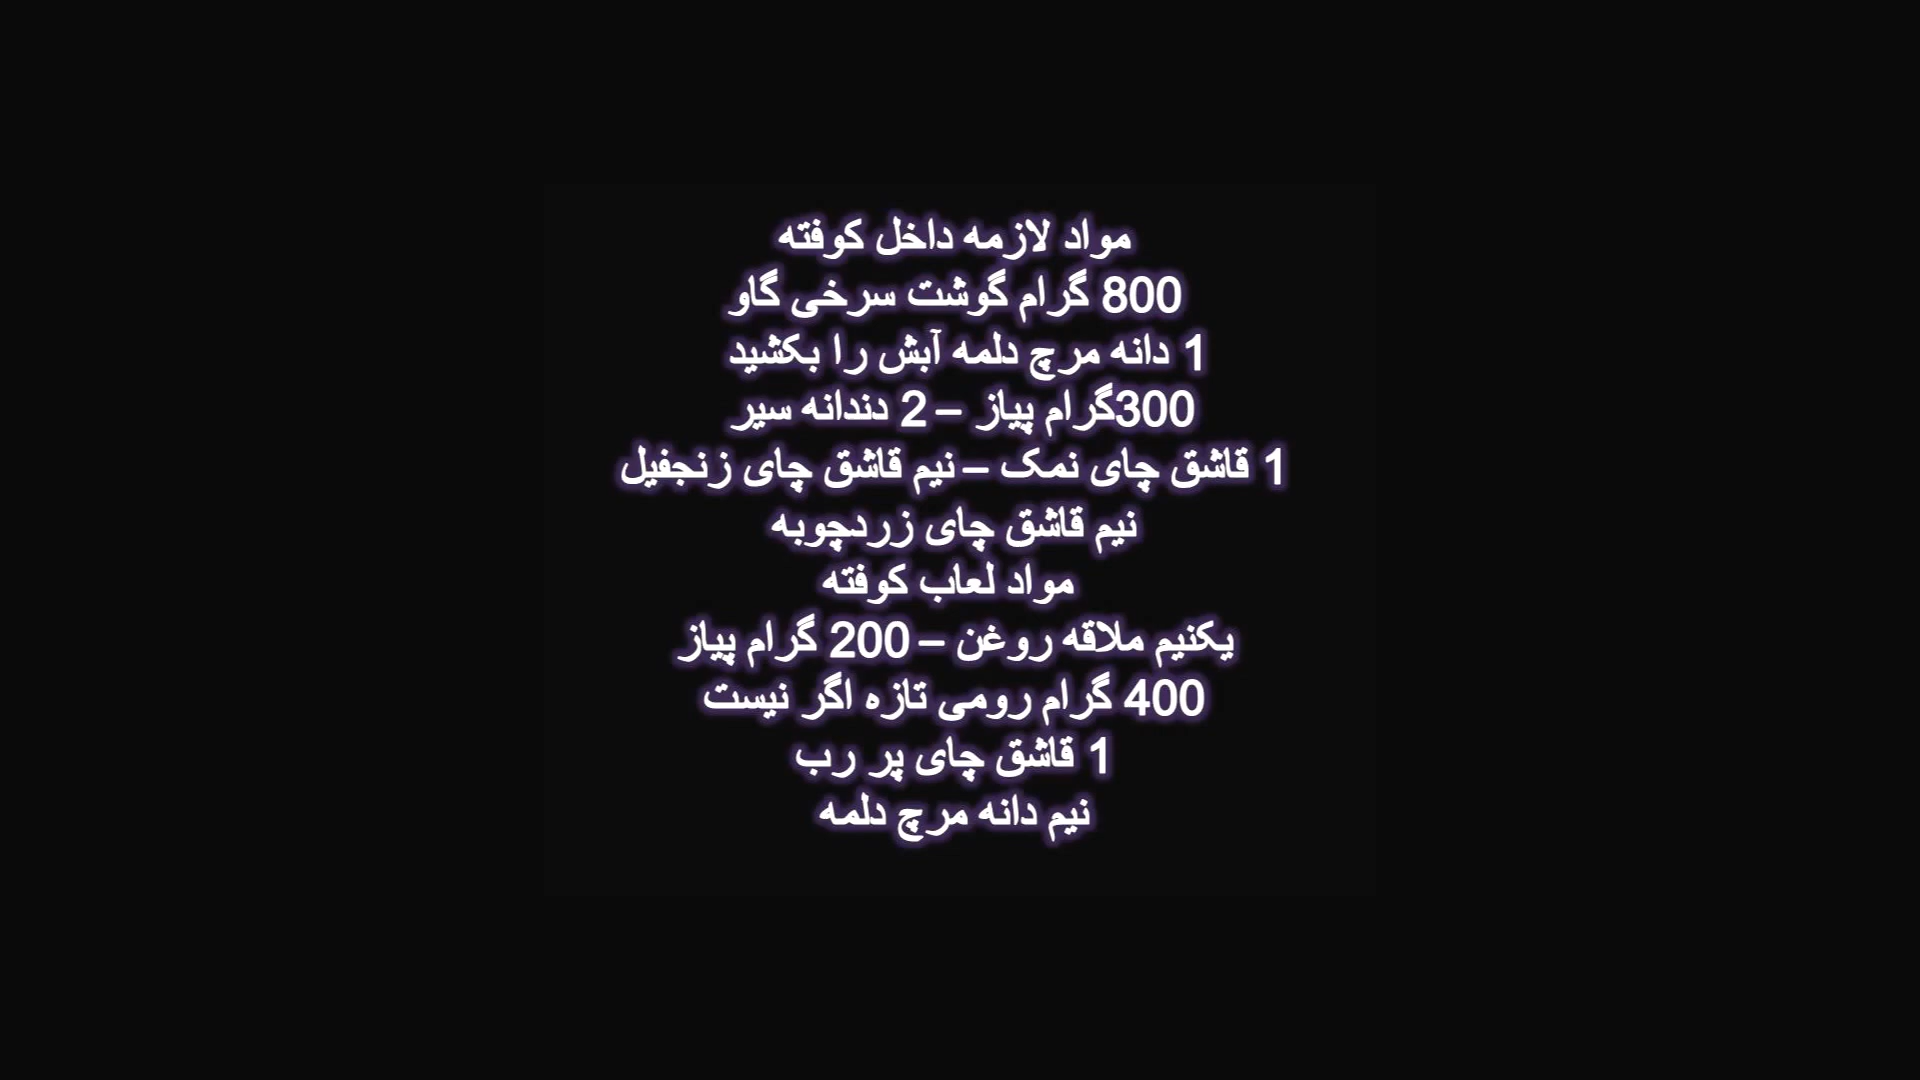 مواد لازمه داخل کوفته
800 گرام گوشت سرخی گاو
1 دانه مرچ دلمه آبش را بکشید
300گرام پیاز – 2 دندانه سیر
1 قاشق چای نمک – نیم قاشق چای زنجفیل
نیم قاشق چای زردچوبه
مواد لعاب کوفته
یکنیم ملاقه روغن – 200 گرام پیاز
400 گرام رومی تازه اگر نیست
1 قاشق چای پر رب
نیم دانه مرچ دلمه